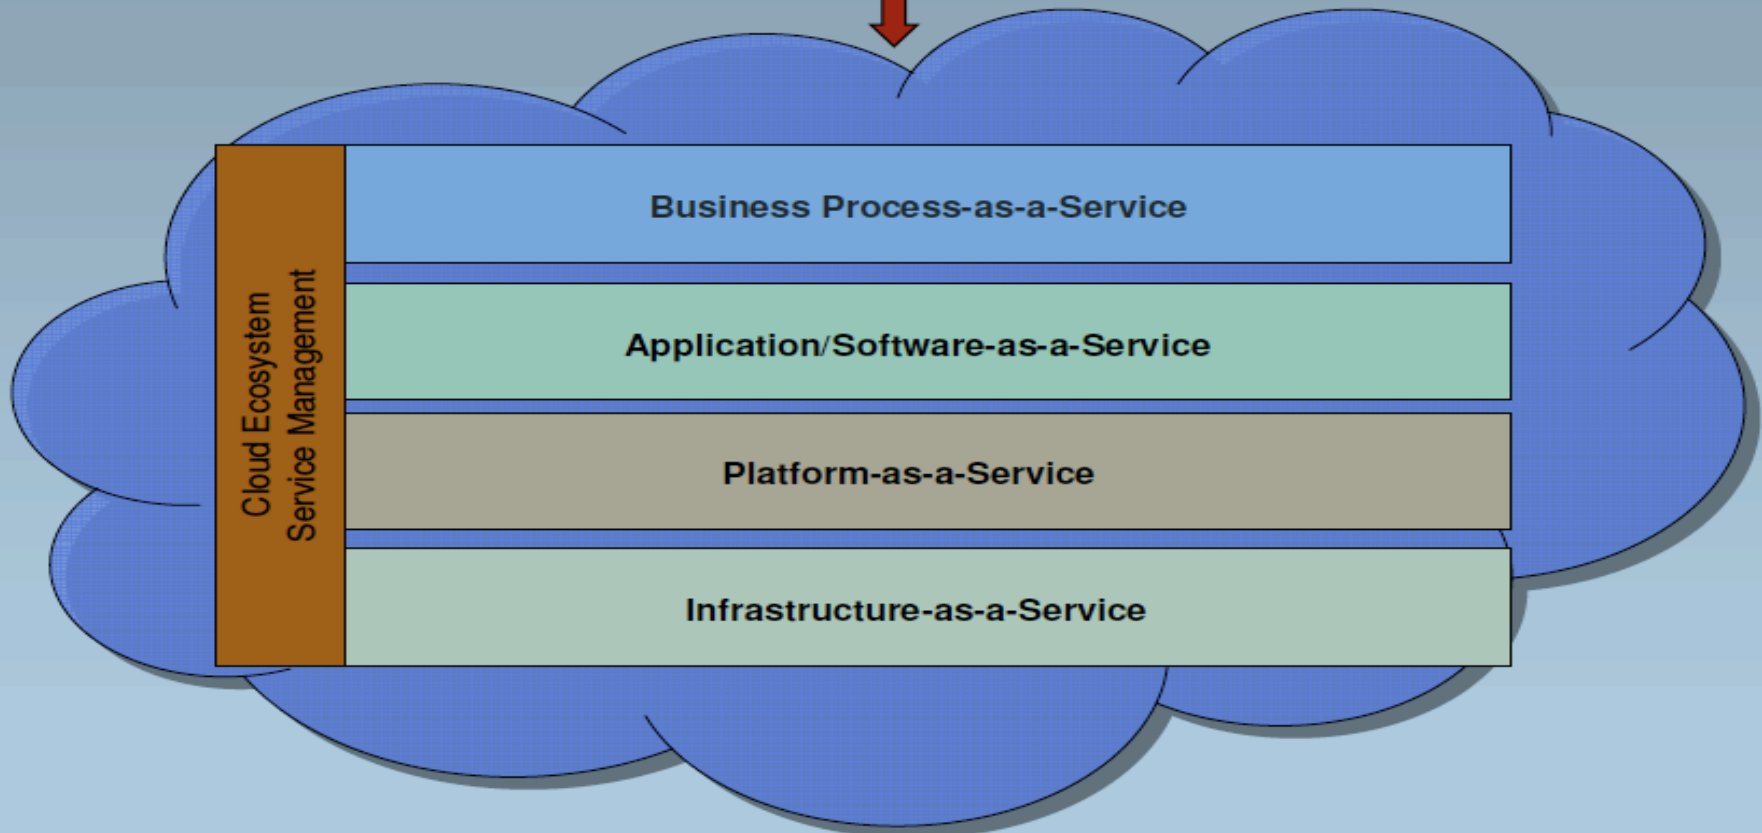 Business Process-as-a-Service
Cloud Ecosystem
Service Management
Application/Software-as-a-Service
Platform-as-a-Service
Infrastructure-as-a-Service